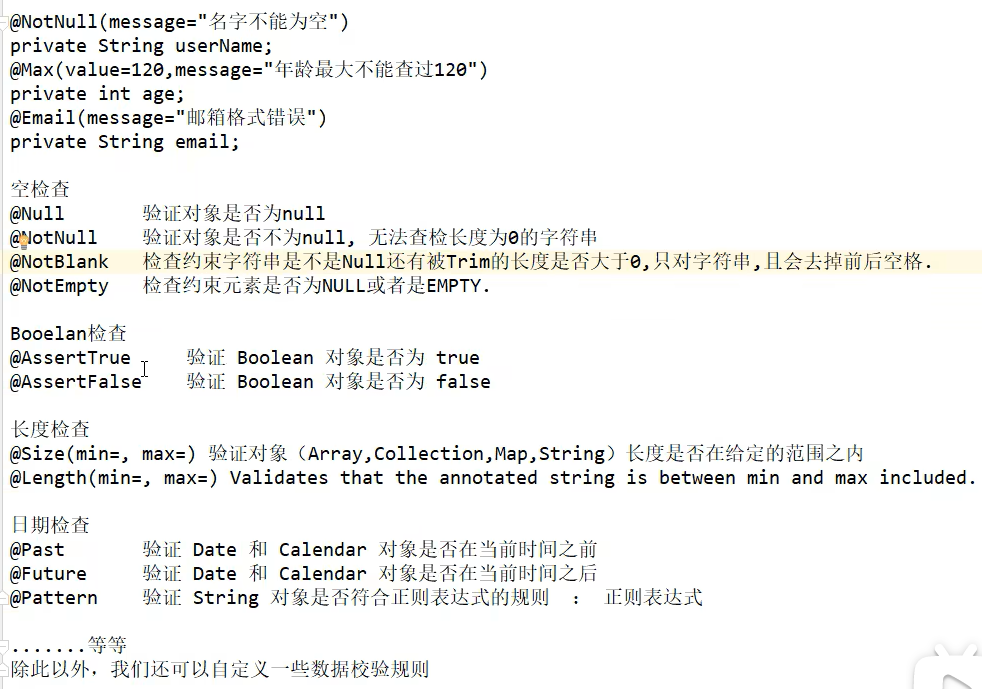 @NotNull(message="名字不能为空")
private String userName;
@Max(value=120,message="年龄最大不能查过120")
private int age;
@Email(message="邮箱格式错误")
private String email;
空检查
@Null 验证对象是否为null
@NotNull 验证对象是否不为null, 无法查检长度为0的字符串
@NotBlank 检查约束字符串是不是Null还有被Trim的长度是否大于0,只对字符串,且会去掉前后空格.
@NotEmpty 检查约束元素是否为NULL或者是EMPTY.
Booelan检查
@AssertTrue 验证 Boolean 对象是否为 true
@AssertFalse 验证 Boolean 对象是否为 false
长度检查
@Size(min=, max=) 验证对象（Array,Collection,Map,String）长度是否在给定的范围之内
@Length(min=, max=) Validates that the annotated string is between min and max included.
日期检查
@Past 验证 Date 和 Calendar 对象是否在当前时间之前
@Future 验证 Date 和 Calendar 对象是否在当前时间之后
@Pattern 验证 String 对象是否符合正则表达式的规则 ： 正则表达式
.......等等
除此以外，我们还可以自定义一些数据校验规则